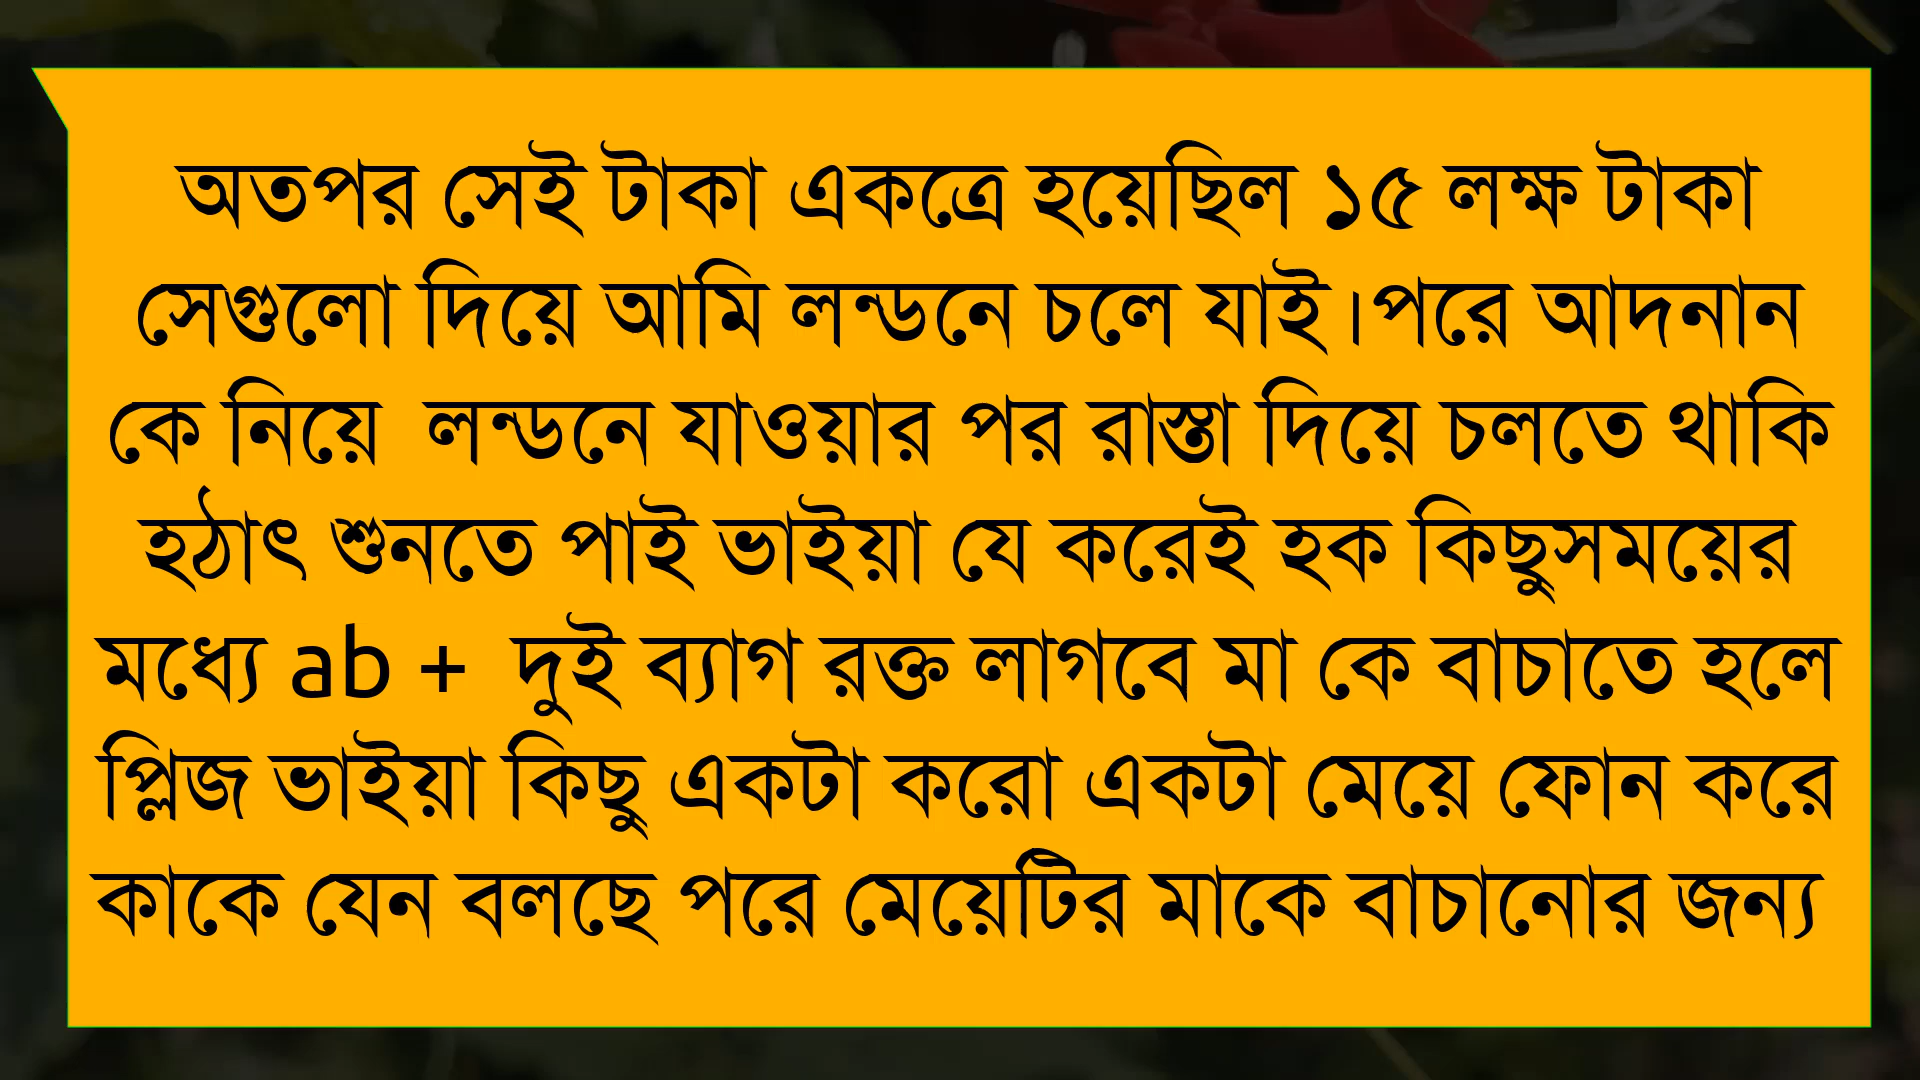 অতপর সেই টাকা একত্রে হয়েছিল ১৫ লক্ষ টাকা
সেগুলো দিয়ে আমি লন্ডনে চলে যাই।পরে আদনান
কে নিয়ে  লন্ডনে যাওয়ার পর রাস্তা দিয়ে চলতে থাকি
হঠাৎ শুনতে পাই ভাইয়া যে করেই হক কিছুসময়ের
মধ্যে ab +  দুই ব্যাগ রক্ত লাগবে মা কে বাচাতে হলে
প্লিজ ভাইয়া কিছু একটা করো একটা মেয়ে ফোন করে
কাকে যেন বলছে পরে মেয়েটির মাকে বাচানোর জন্য